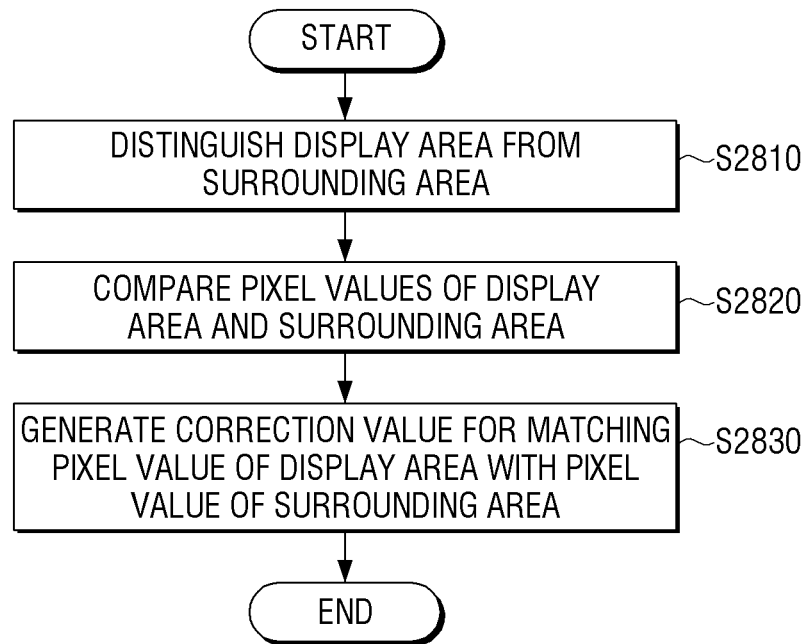 START
DISTINGUISH DISPLAY AREA FROM
SURROUNDING AREA
S2810
COMPARE PIXEL VALUES OF DISPLAY
AREA AND SURROUNDING AREA
S2820
GENERATE CORRECTION VALUE FOR MATCHING
PIXEL VALUE OF DISPLAY AREA WITH PIXEL
VALUE OF SURROUNDING AREA
S2830
END